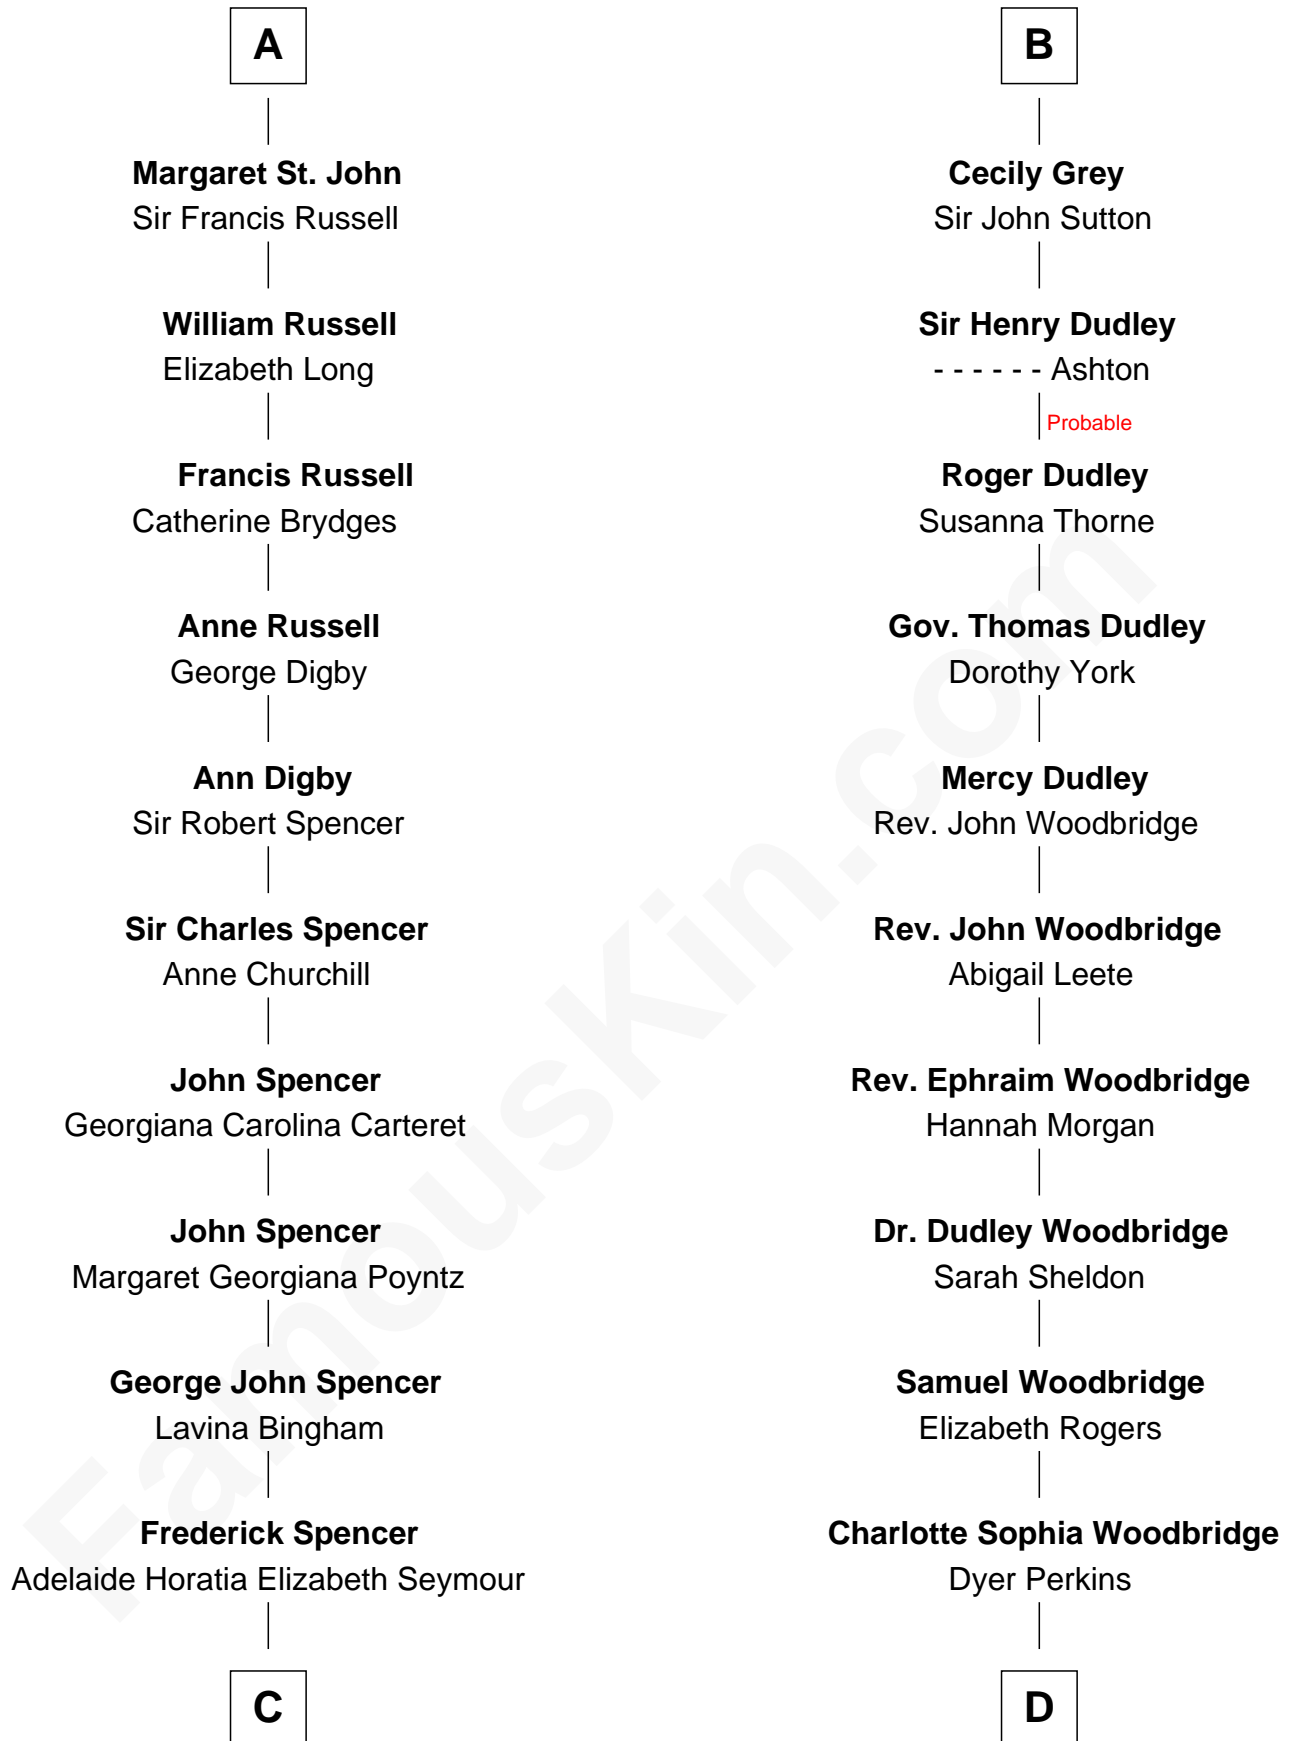 A
Margaret St. John
Sir Francis Russell
William Russell
Elizabeth Long
Francis Russell
Catherine Brydges
Anne Russell
George Digby
Ann Digby
Sir Robert Spencer
Sir Charles Spencer
Anne Churchill
John Spencer
Georgiana Carolina Carteret
John Spencer
Margaret Georgiana Poyntz
George John Spencer
Lavina Bingham
Frederick Spencer
Adelaide Horatia Elizabeth Seymour
C
B
Cecily Grey
Sir John Sutton
Sir Henry Dudley
- - - - - - Ashton
Probable
Roger Dudley
Susanna Thorne
Gov. Thomas Dudley
Dorothy York
Mercy Dudley
Rev. John Woodbridge
Rev. John Woodbridge
Abigail Leete
Rev. Ephraim Woodbridge
Hannah Morgan
Dr. Dudley Woodbridge
Sarah Sheldon
Samuel Woodbridge
Elizabeth Rogers
Charlotte Sophia Woodbridge
Dyer Perkins
D
FamousKin.com